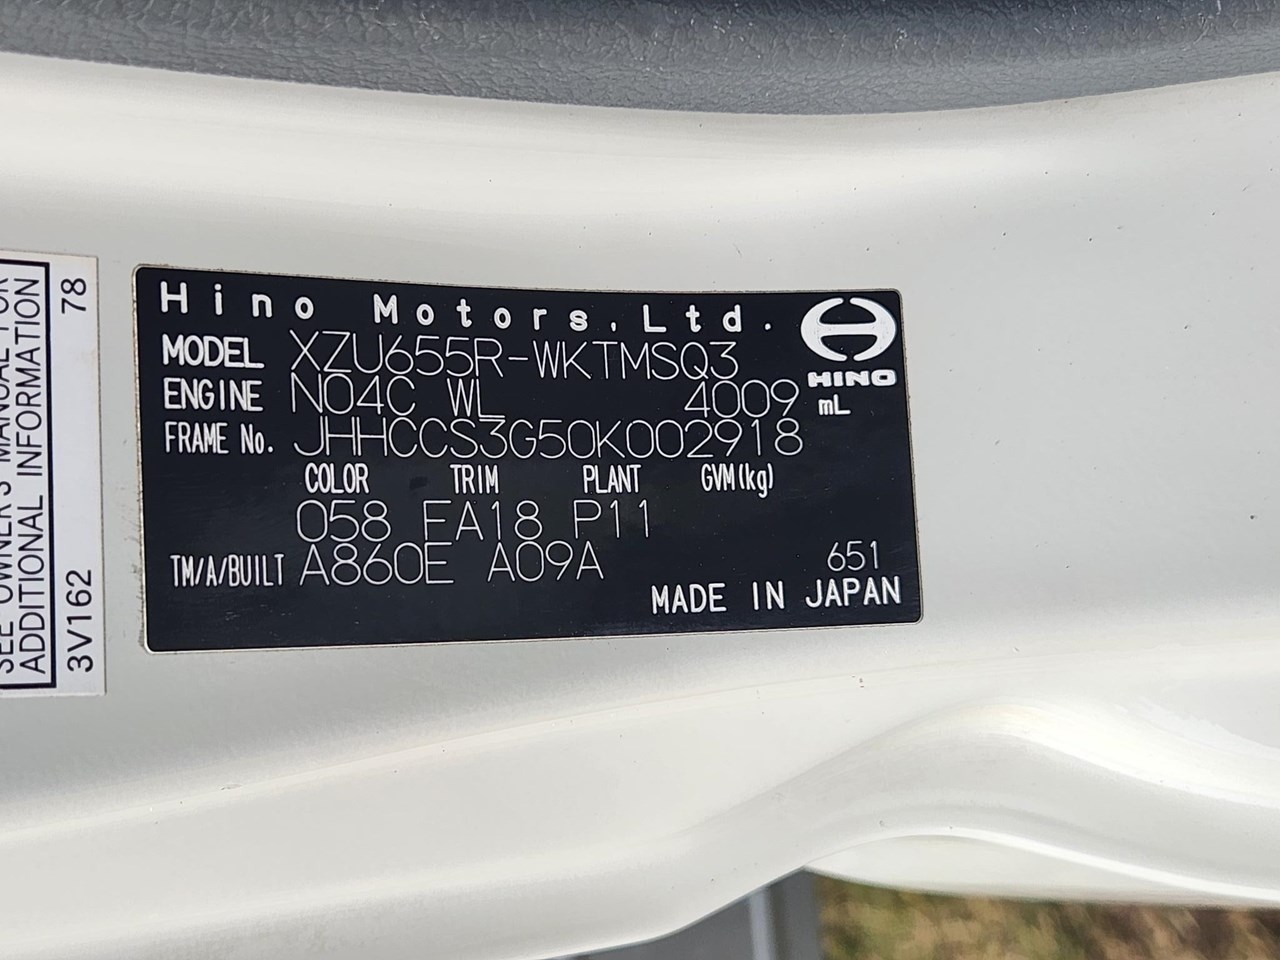 Hino Motors,Ltd.
HINO
MODEL XZU655R-WKTMSQ3
ENGINE N04C WL 4009 mL
FRAME No. JHHCCS3G50K002918
COLOR TRIM PLANT GVM(kg)
058 EA18 P11
TM/A/BUILT A860E A09A
651
MADE IN JAPAN
SEE OWNER'S MANUAL FOR
ADDITIONAL INFORMATION
3V162 78